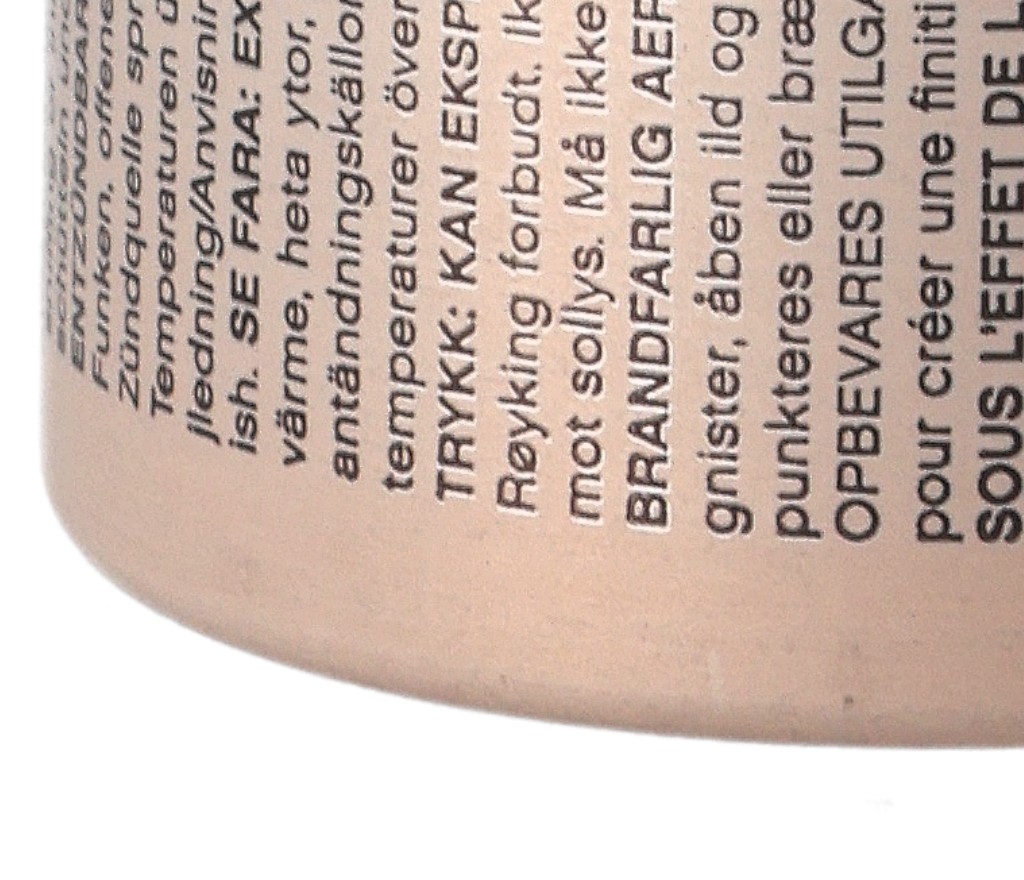 ENTZÜNDBAR
Funken, offene
Zündquelle spr
Temperaturen ü
jledning/Anvisnin
ish. SE FARA: EX
värme, heta ytor,
antändningskällor
temperaturer över
TRYKK: KAN EKSP
Røyking forbudt. Ik
mot sollys. Må ikke
BRANDFARLIG AER
gnister, åben ild og
punkteres eller bræ
OPBEVARES UTILGÆ
pour créer une finiti
SOUS L'EFFET DE L